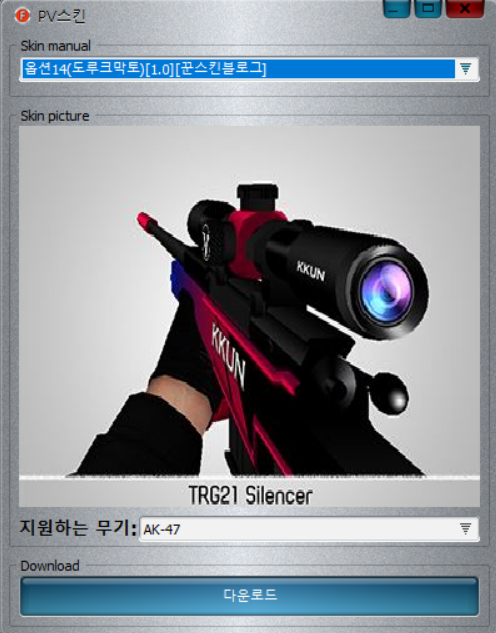 F PV스킨
Skin manual
옵션14(도루크막토)[1.0][꾼스킨블로그]
Skin picture
KKUN
KKUN
TRG21 Silencer
지원하는 무기: AK-47
Download
다운로드